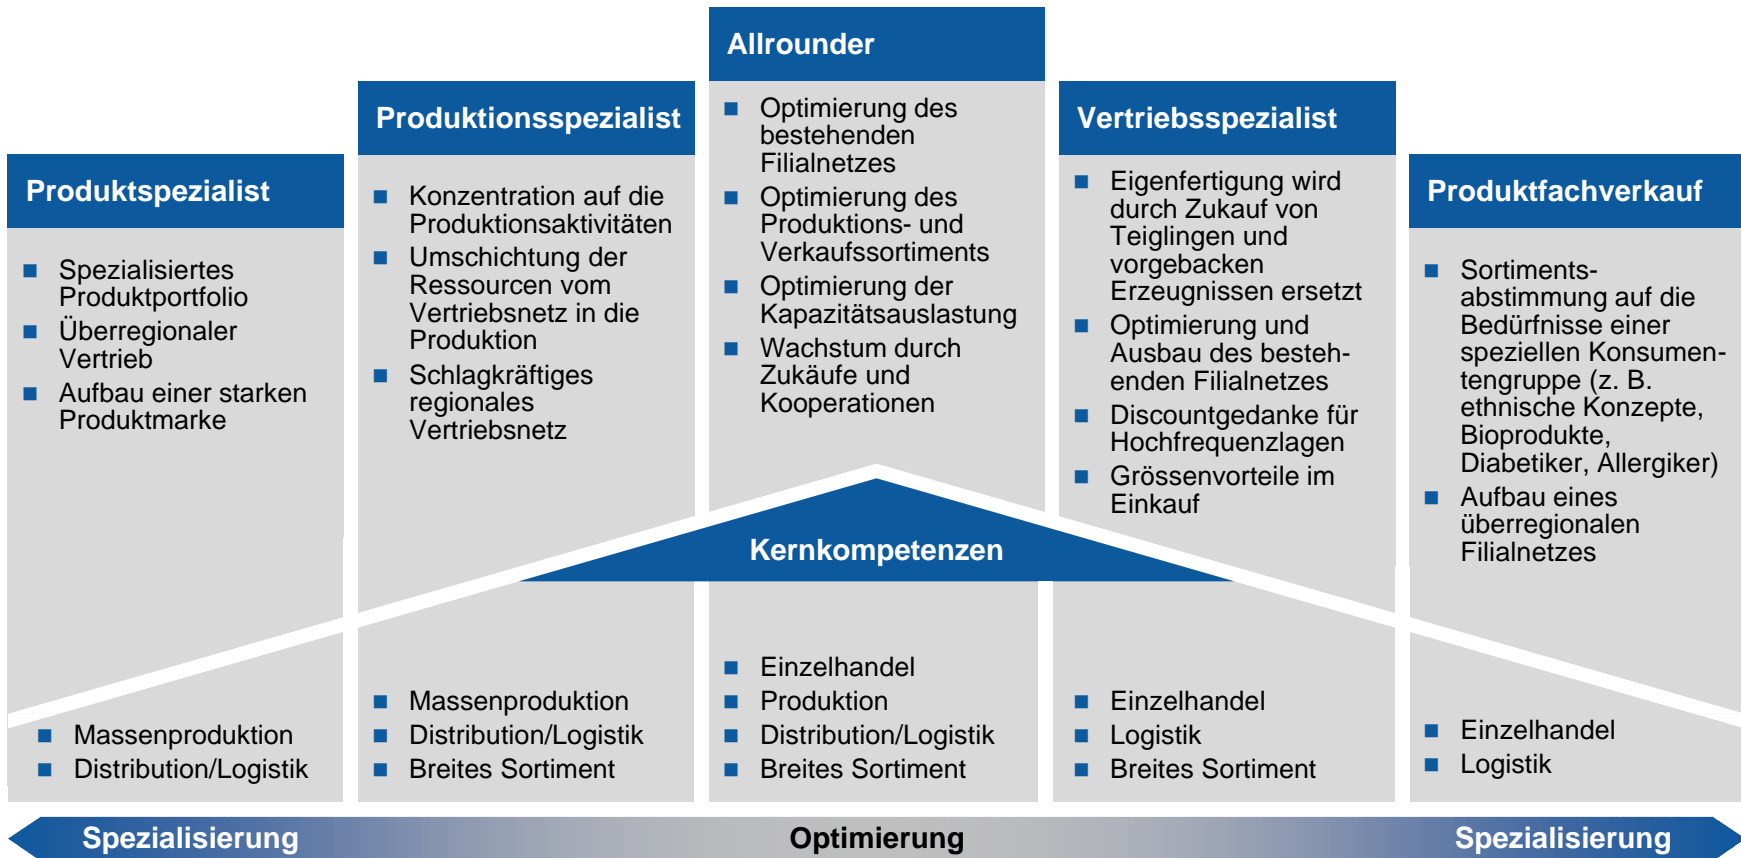 Produktspezialist
Spezialisiertes
Produktportfolio
Überregionaler
Vertrieb
Aufbau einer starken
Produktmarke
Produktionsspezialist
Konzentration auf die
Produktionsaktivitäten
Umschichtung der
Ressourcen vom
Vertriebsnetz in die
Produktion
Schlagkräftiges
regionales
Vertriebsnetz
Allrounder
Optimierung des
bestehenden
Filialnetzes
Optimierung des
Produktions- und
Verkaufssortiments
Optimierung der
Kapazitätsauslastung
Wachstum durch
Zukäufe und
Kooperationen
Vertriebsspezialist
Eigenfertigung wird
durch Zukauf von
Teiglingen und
vorgebacken
Erzeugnissen ersetzt
Optimierung und
Ausbau des besteh-
enden Filialnetzes
Discountgedanke für
Hochfrequenzlagen
Grössenvorteile im
Einkauf
Produktfachverkauf
Sortiments-
abstimmung auf die
Bedürfnisse einer
speziellen Konsumen-
tengruppe (z. B.
ethnische Konzepte,
Bioprodukte,
Diabetiker, Allergiker)
Aufbau eines
überregionalen
Filialnetzes
Kernkompetenzen
Massenproduktion
Distribution/Logistik
Massenproduktion
Distribution/Logistik
Breites Sortiment
Einzelhandel
Produktion
Distribution/Logistik
Breites Sortiment
Einzelhandel
Logistik
Breites Sortiment
Einzelhandel
Logistik
Spezialisierung
Optimierung
Spezialisierung